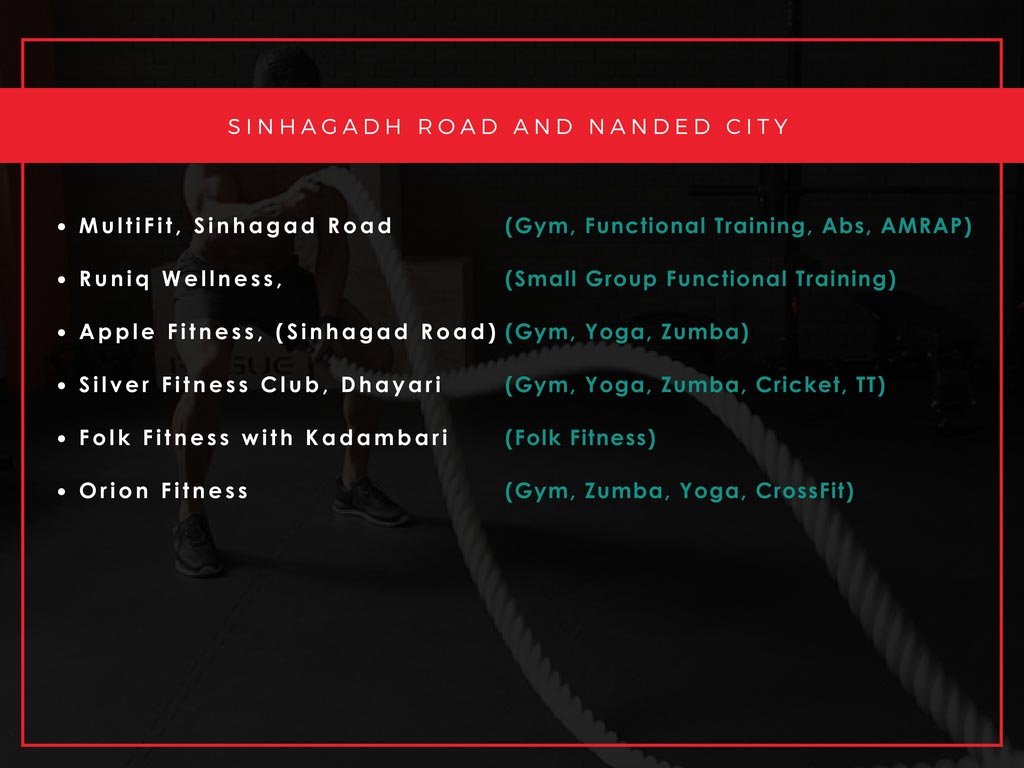 SINHAGADH ROAD AND NANDED CITY
• MultiFit, Sinhagad Road (Gym, Functional Training, Abs, AMRAP)
• Runiq Wellness, (Small Group Functional Training)
• Apple Fitness, (Sinhagad Road) (Gym, Yoga, Zumba)
• Silver Fitness Club, Dhayari (Gym, Yoga, Zumba, Cricket, TT)
• Folk Fitness with Kadambari (Folk Fitness)
• Orion Fitness (Gym, Zumba, Yoga, CrossFit)